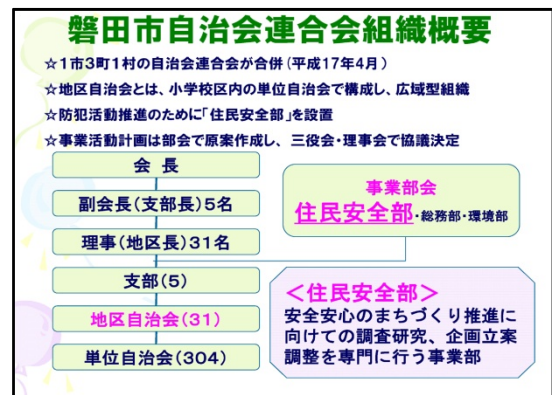 磐田市自治会連合会組織概要
☆1市3町1村の自治会連合会が合併(平成17年4月)
☆地区自治会とは、小学校区内の単位自治会で構成し、広域型組織
☆防犯活動推進のために「住民安全部」を設置
☆事業活動計画は部会で原案作成し、三役会・理事会で協議決定
会 長
副会長(支部長)5名
理事(地区長)31名
支部(5)
地区自治会(31)
単位自治会(304)
事業部会
住民安全部・総務部・環境部
<住民安全部>
安全安心のまちづくり推進に
向けての調査研究、企画立案
調整を専門に行う事業部